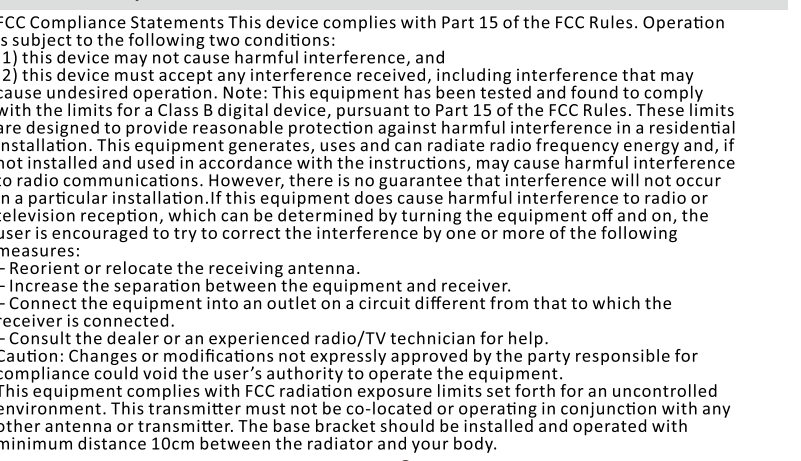 FCC Compliance Statements This device complies with Part 15 of the FCC Rules. Operation
is subject to the following two conditions:
1) this device may not cause harmful interference, and
2) this device must accept any interference received, including interference that may
cause undesired operation. Note: This equipment has been tested and found to comply
with the limits for a Class B digital device, pursuant to Part 15 of the FCC Rules. These limits
are designed to provide reasonable protection against harmful interference in a residential
installation. This equipment generates, uses and can radiate radio frequency energy and, if
not installed and used in accordance with the instructions, may cause harmful interference
to radio communications. However, there is no guarantee that interference will not occur
in a particular installation.If this equipment does cause harmful interference to radio or
television reception, which can be determined by turning the equipment off and on, the
user is encouraged to try to correct the interference by one or more of the following
measures:
- Reorient or relocate the receiving antenna.
- Increase the separation between the equipment and receiver.
- Connect the equipment into an outlet on a circuit different from that to which the
receiver is connected.
- Consult the dealer or an experienced radio/TV technician for help.
Caution: Changes or modifications not expressly approved by the party responsible for
compliance could void the user's authority to operate the equipment.
This equipment complies with FCC radiation exposure limits set forth for an uncontrolled
environment. This transmitter must not be co-located or operating in conjunction with any
other antenna or transmitter. The base bracket should be installed and operated with
minimum distance 10cm between the radiator and your body.